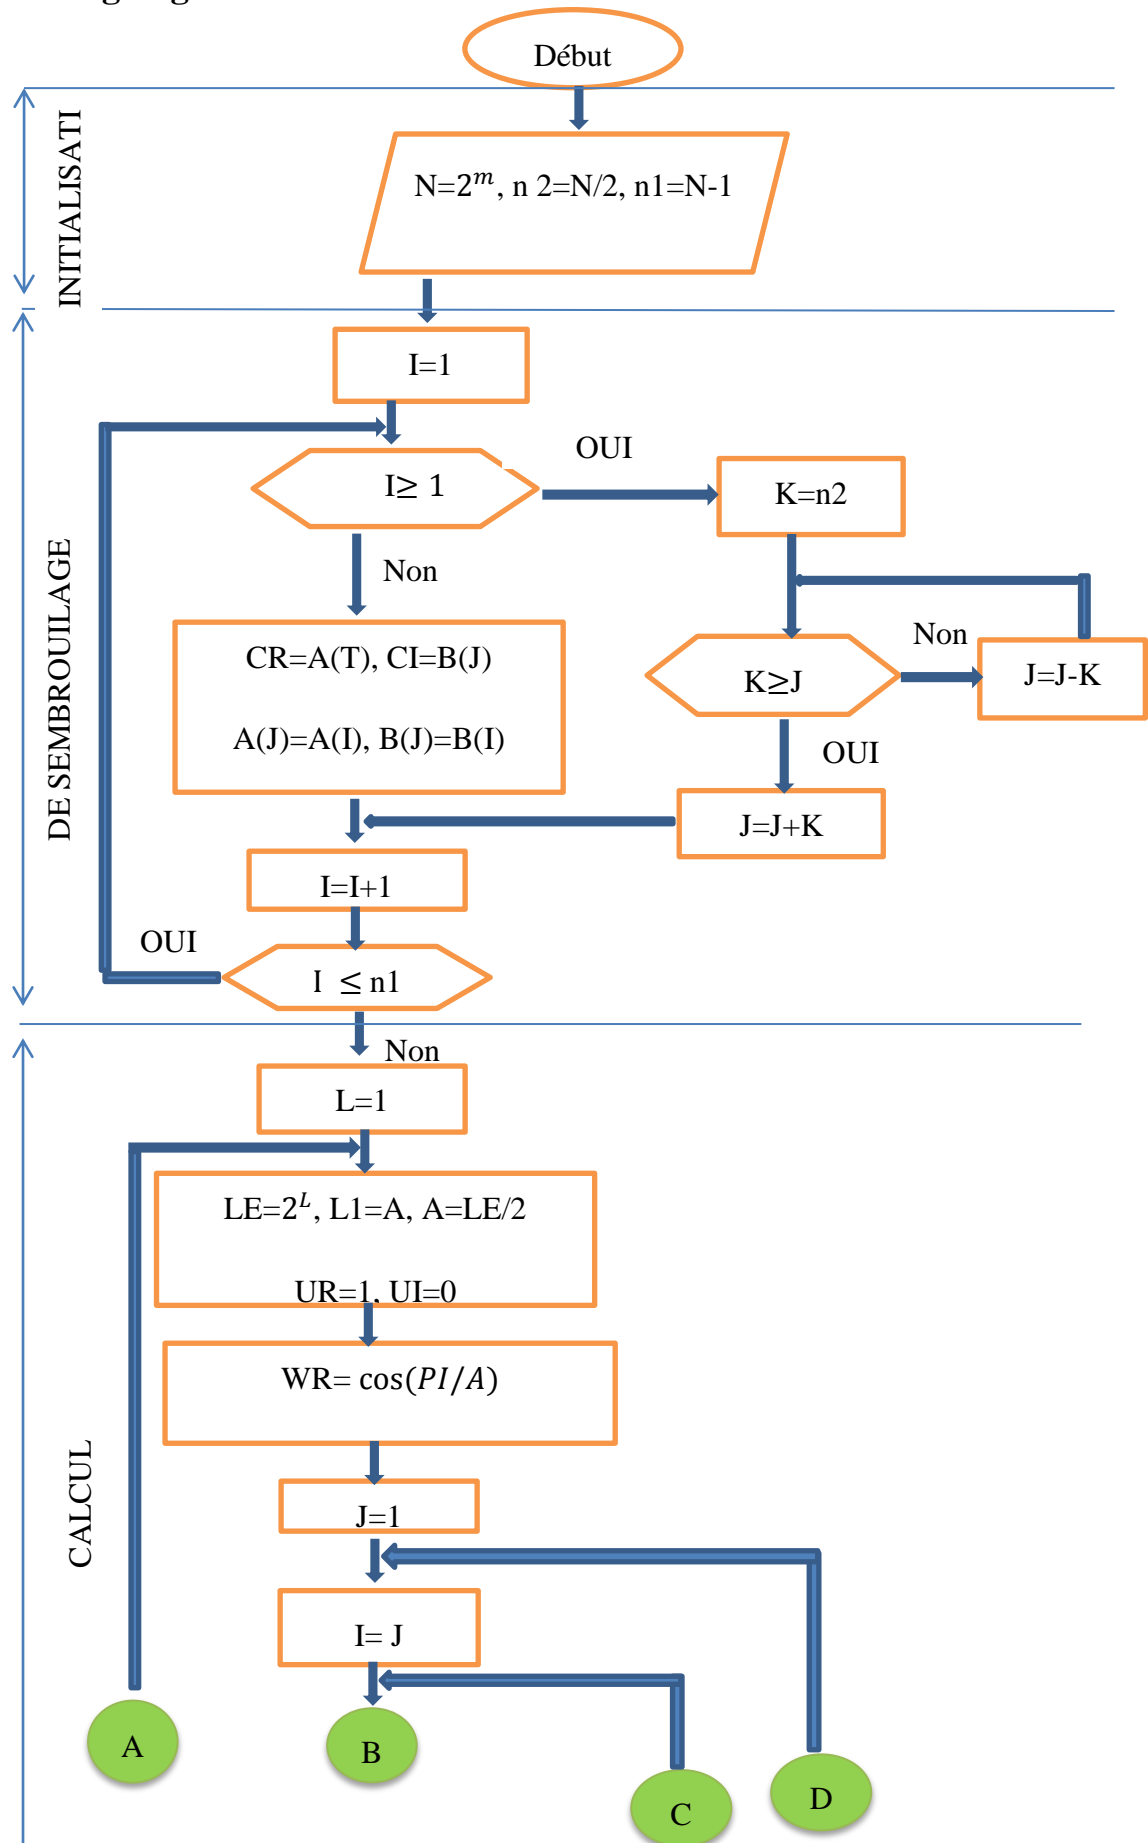 Début
INITIALISATI
N=2^m, n 2=N/2, n1=N-1
I=1
OUI
I≥ 1
K=n2
Non
DE SEMBROUILAGE
CR=A(T), CI=B(J)
A(J)=A(I), B(J)=B(I)
Non
K≥J
J=J-K
OUI
J=J+K
I=I+1
OUI
I ≤ n1
Non
L=1
LE=2^L, L1=A, A=LE/2
UR=1, UI=0
WR= cos(PI/A)
CALCUL
J=1
I= J
A
B
C
D